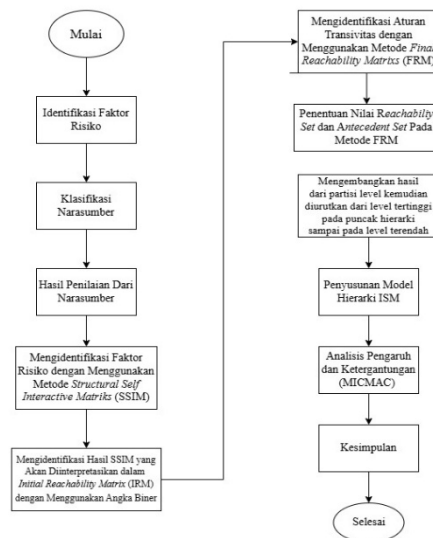 Mulai
Identifikasi Faktor
Risiko
Klasifikasi
Narasumber
Hasil Penilaian Dari
Narasumber
Mengidentifikasi Faktor
Risiko dengan Menggunakan
Metode Structural Self
Interactive Matriks (SSIM)
Mengidentifikasi Hasil SSIM yang
Akan Diinterpretasikan dalam
Initial Reachability Matrix (IRM)
dengan Menggunakan Angka Biner
Mengidentifikasi Aturan
Transivitas dengan
Menggunakan Metode Final
Reachability Matrixs (FRM)
Penentuan Nilai Reachability
Set dan Antecedent Set Pada
Metode FRM
Mengembangkan hasil
dari partisi level kemudian
diurutkan dari level tertinggi
pada puncak hierarki
sampai pada level terendah
Penyusunan Model
Hierarki ISM
Analisis Pengaruh
dan Ketergantungan
(MICMAC)
Kesimpulan
Selesai